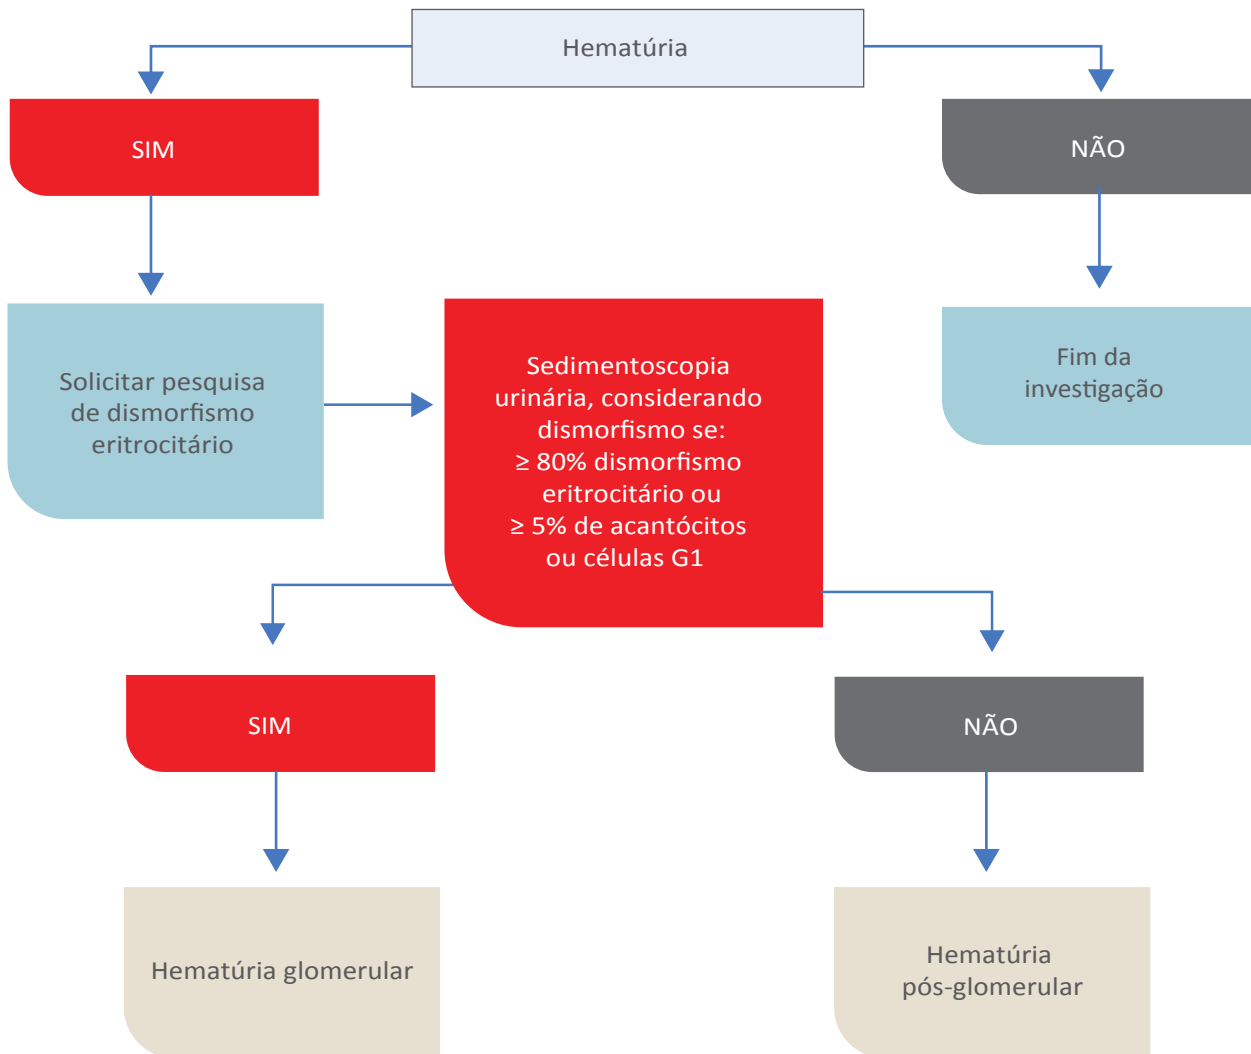 Hematúria
SIM
NÃO
Solicitar pesquisa
de dismorfismo
eritrocitário
Sedimentoscopia
urinária, considerando
dismorfismo se:
≥ 80% dismorfismo
eritrocitário ou
≥ 5% de acantócitos
ou células G1
Fim da
investigação
SIM
NÃO
Hematúria glomerular
Hematúria
pós-glomerular